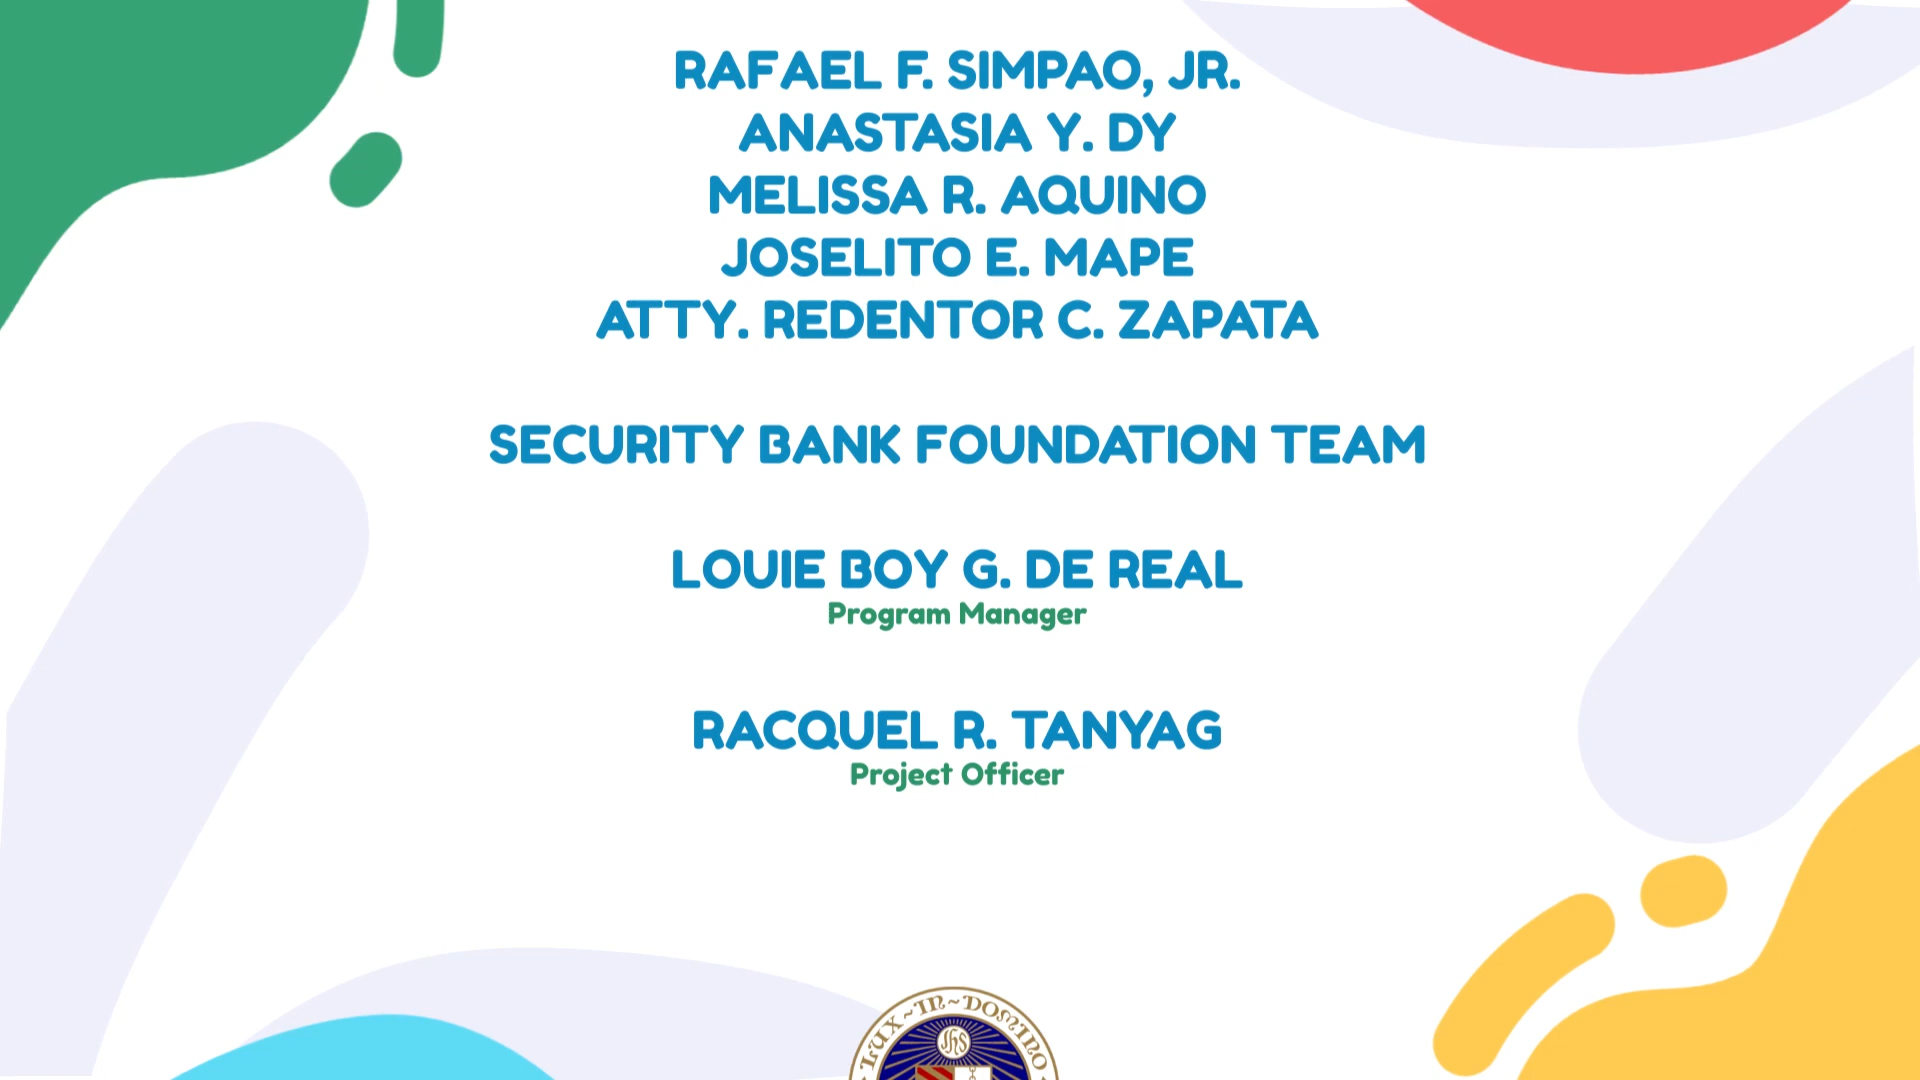 RAFAEL F. SIMPAO, JR.
ANASTASIA Y. DY
MELISSA R. AQUINO
JOSELITO E. MAPE
ATTY. REDENTOR C. ZAPATA
SECURITY BANK FOUNDATION TEAM
LOUIE BOY G. DE REAL
Program Manager
RACQUEL R. TANYAG
Project Officer
LUX~IN~DOMINO
JHS